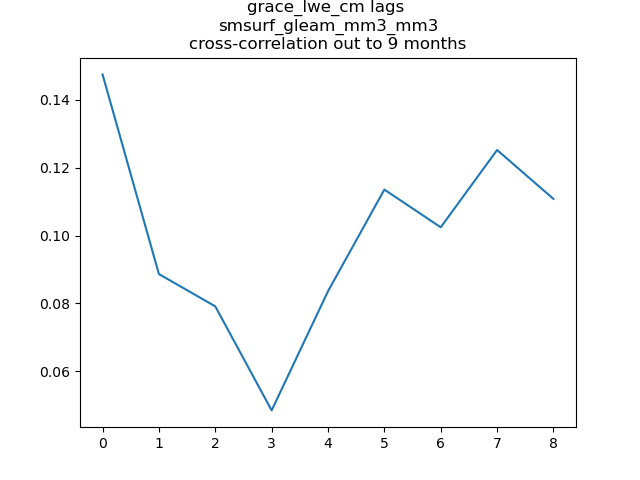 grace_lwe_cm lags
smsurf_gleam_mm3_mm3
cross-correlation out to 9 months
0.14
0.12
0.10
0.08
0.06
0 1 2 3 4 5 6 7 8